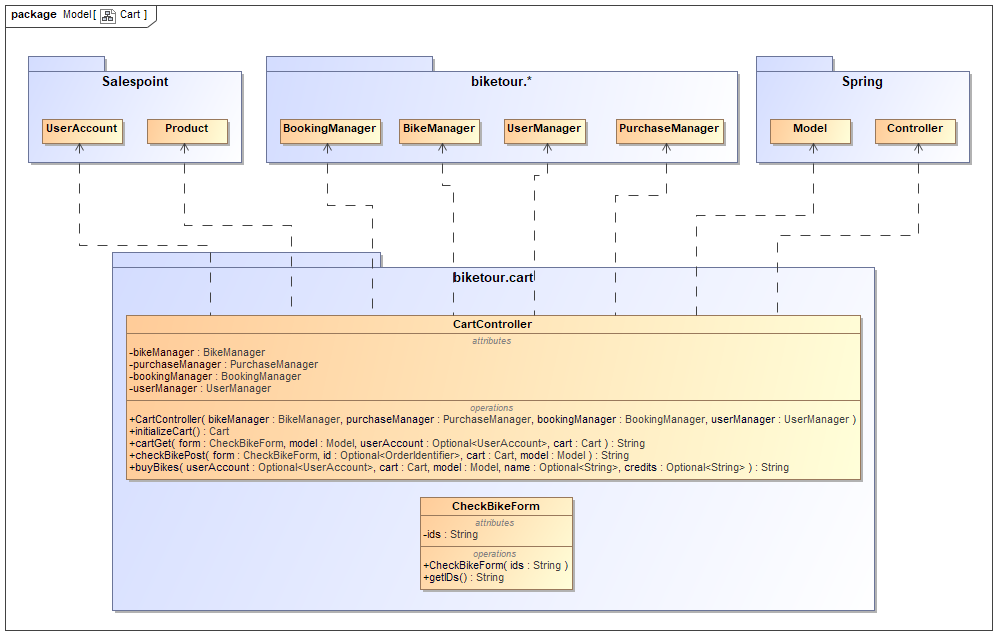 package Model[ Cart ]
Salespoint
UserAccount
Product
biketour.*
BookingManager
BikeManager
UserManager
PurchaseManager
Spring
Model
Controller
biketour.cart
CartController
attributes
-bikeManager : BikeManager
-purchaseManager : PurchaseManager
-bookingManager : BookingManager
-userManager : UserManager
operations
+CartController( bikeManager : BikeManager, purchaseManager : PurchaseManager, bookingManager : BookingManager, userManager : UserManager )
+initializeCart() : Cart
+cartGet( form : CheckBikeForm, model : Model, userAccount : Optional<UserAccount>, cart : Cart ) : String
+checkBikePost( form : CheckBikeForm, id : Optional<OrderIdentifier>, cart : Cart, model : Model ) : String
+buyBikes( userAccount : Optional<UserAccount>, cart : Cart, model : Model, name : Optional<String>, credits : Optional<String> ) : String
CheckBikeForm
attributes
-ids : String
operations
+CheckBikeForm( ids : String )
+getIDs() : String